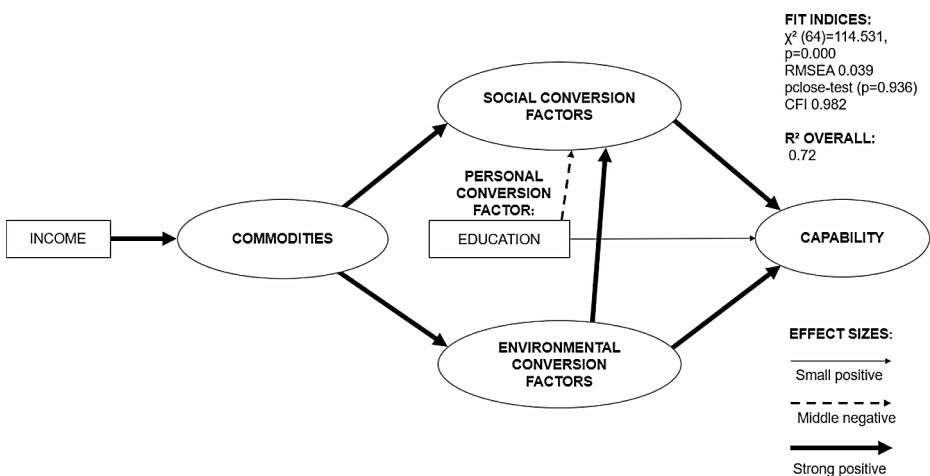 FIT INDICES:
χ² (64)=114.531,
p=0.000
RMSEA 0.039
pclose-test (p=0.936)
CFI 0.982
R² OVERALL:
0.72
SOCIAL CONVERSION
FACTORS
PERSONAL
CONVERSION
FACTOR:
INCOME
COMMODITIES
EDUCATION
CAPABILITY
ENVIRONMENTAL
CONVERSION
FACTORS
EFFECT SIZES:
Small positive
Middle negative
Strong positive